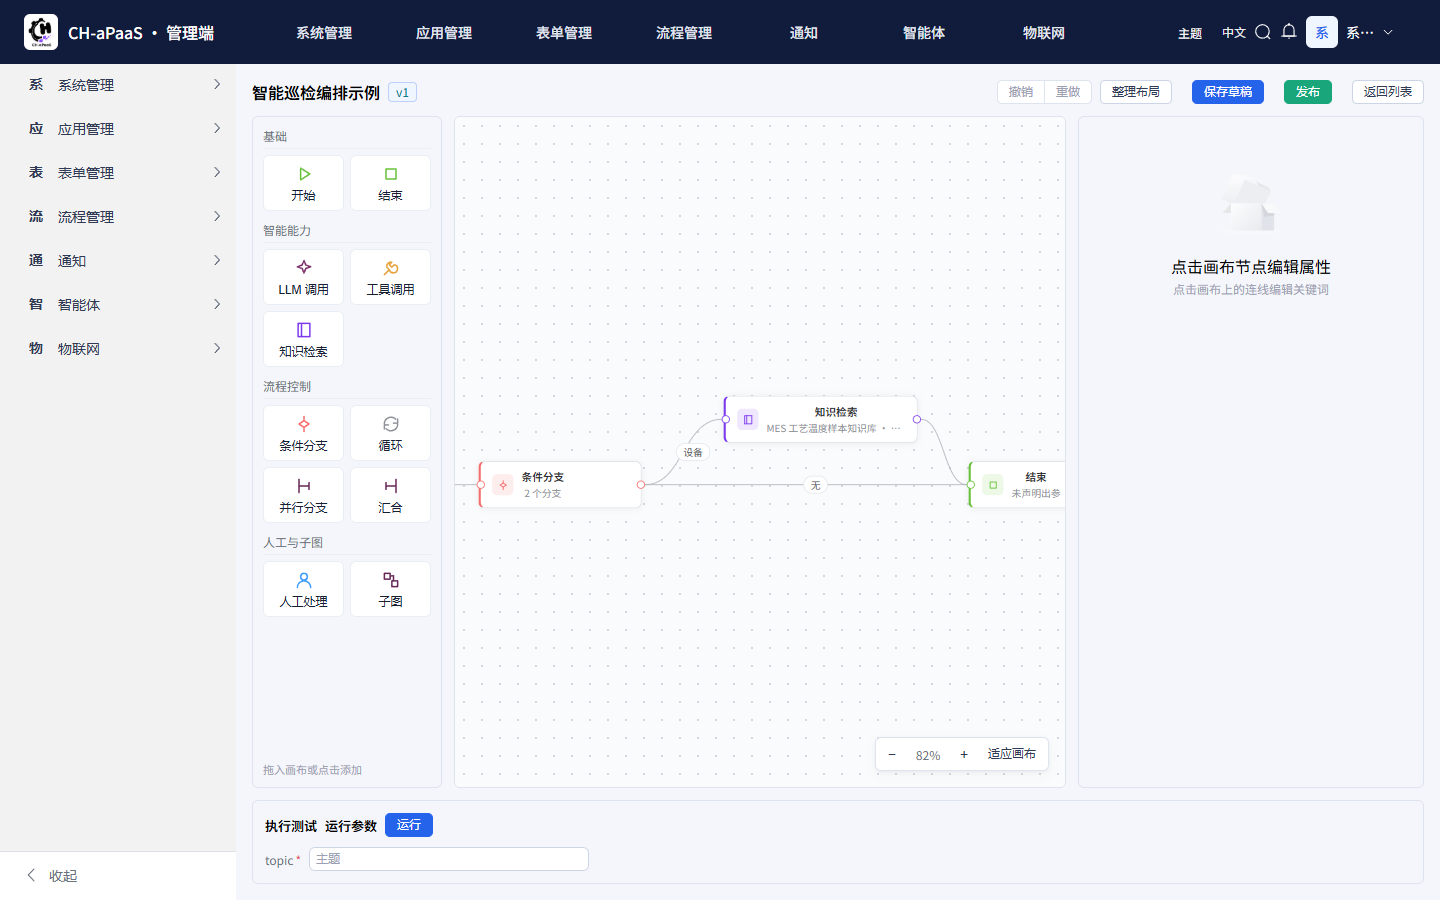 CH-aPaaS
CH-aPaaS · 管理端
系统管理
应用管理
表单管理
流程管理
通知
智能体
物联网
主题
中文
系
系···
系 系统管理
应 应用管理
表 表单管理
流 流程管理
通 通知
智 智能体
物 物联网
收起
智能巡检编排示例 v1
撤销
重做
整理布局
保存草稿
发布
返回列表
基础
开始
结束
智能能力
LLM 调用
工具调用
知识检索
流程控制
条件分支
循环
并行分支
汇合
人工与子图
人工处理
子图
拖入画布或点击添加
知识检索
MES 工艺温度样本知识库 · ···
设备
条件分支
2 个分支
无
结束
未声明出参
− 82% + 适应画布
点击画布节点编辑属性
点击画布上的连线编辑关键词
执行测试 运行参数 运行
topic * 主题